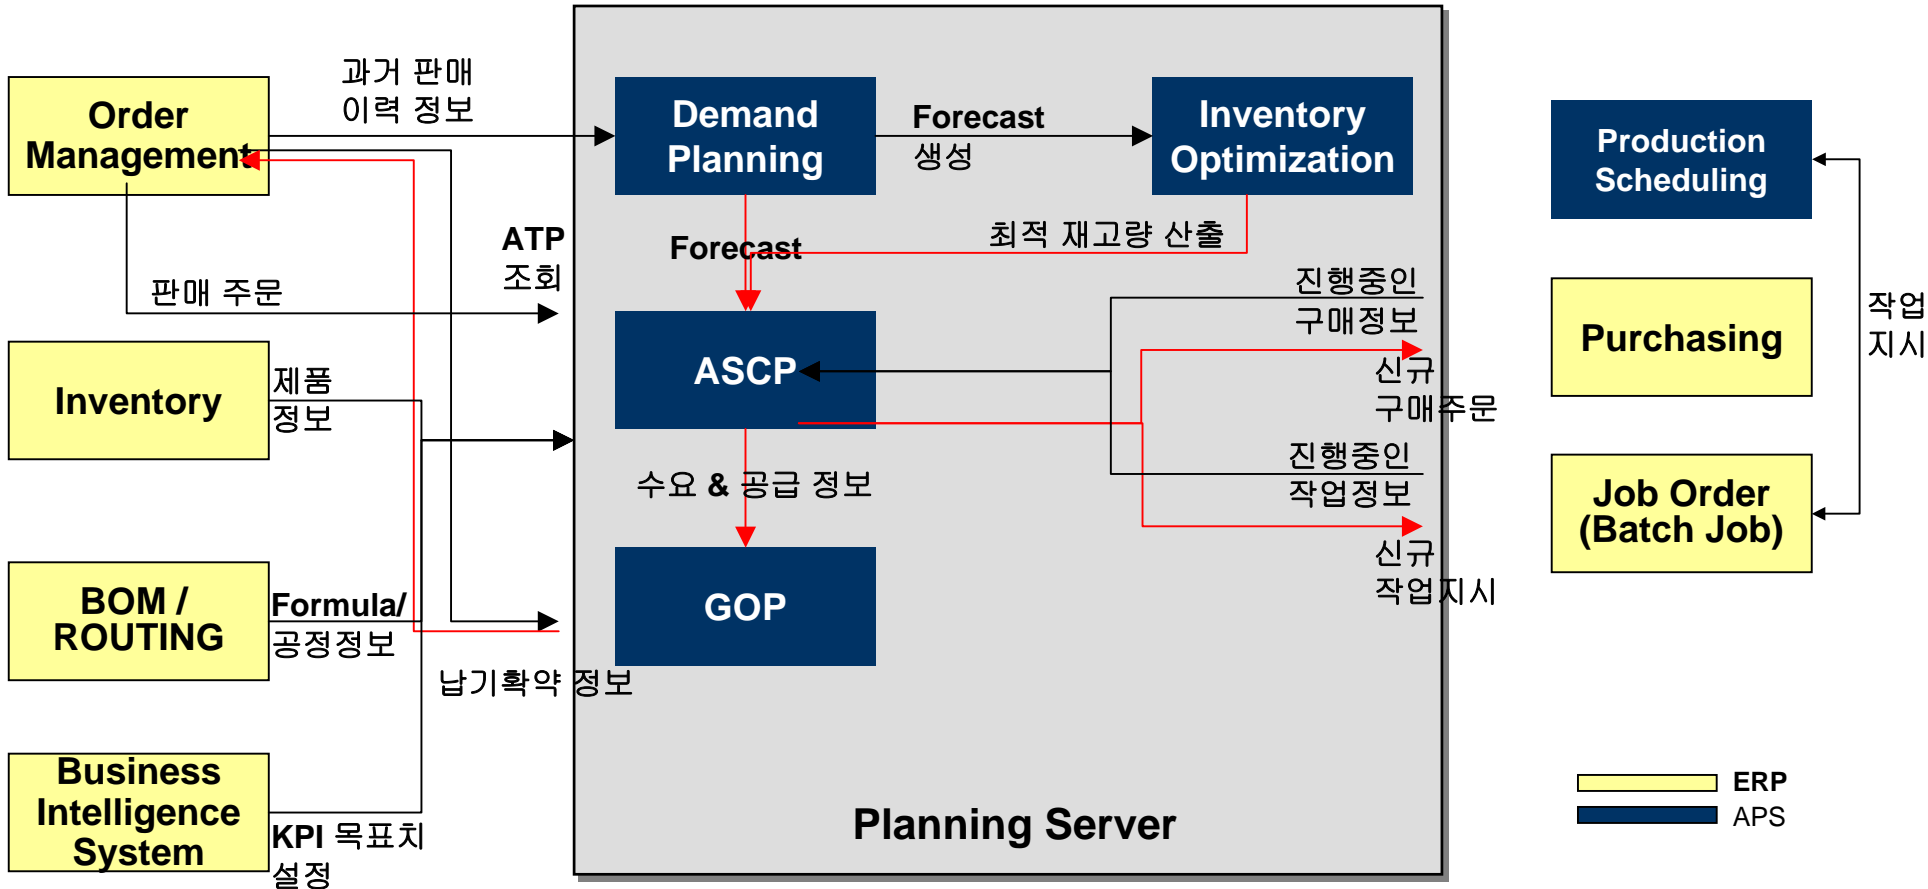 과거 판매
이력 정보
Order
Management
Demand
Planning
Forecast
생성
Inventory
Optimization
Production
Scheduling
ATP
조회
Forecast
최적 재고량 산출
판매 주문
진행중인
구매정보
Purchasing
작업
지시
Inventory
제품
정보
ASCP
신규
구매주문
수요 & 공급 정보
진행중인
작업정보
Job Order
(Batch Job)
신규
작업지시
BOM /
ROUTING
Formula/
공정정보
GOP
납기확약 정보
Business
Intelligence
System
KPI 목표치
설정
Planning Server
ERP
APS